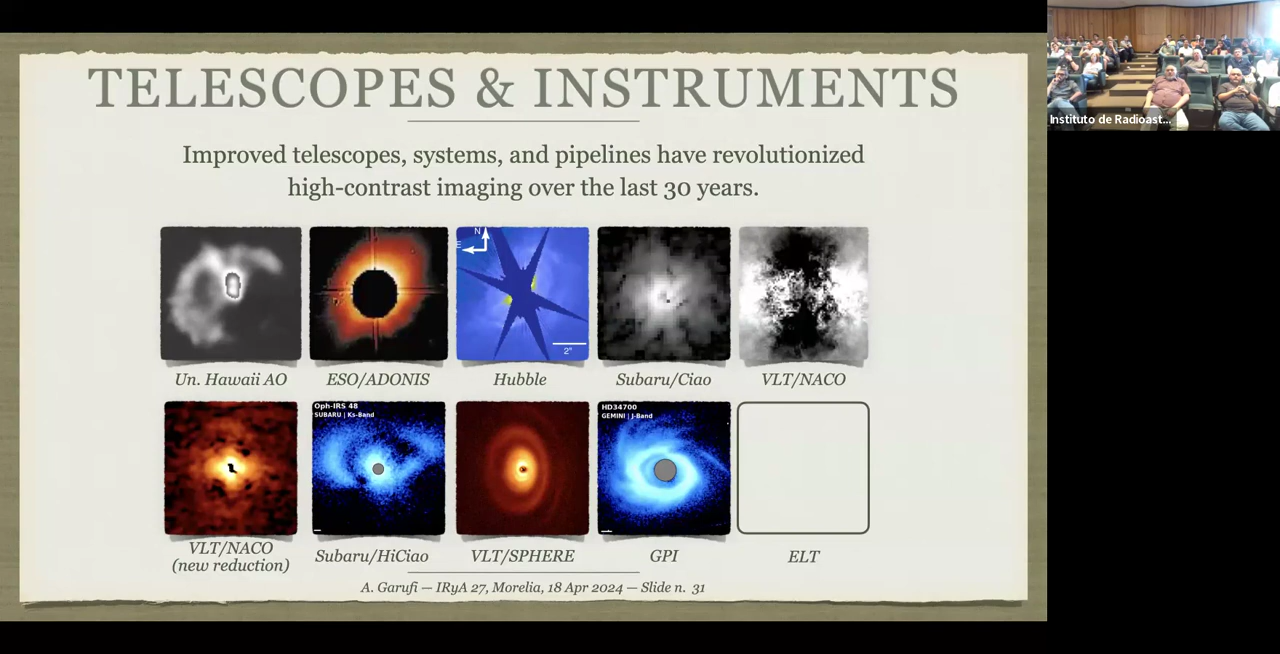 TELESCOPES & INSTRUMENTS
Improved telescopes, systems, and pipelines have revolutionized
high-contrast imaging over the last 30 years.
N
E
2"
Un. Hawaii AO
ESO/ADONIS
Hubble
Subaru/Ciao
VLT/NACO
Oph-IRS 48
SUBARU | Ks-Band
HD34700
GEMINI | J-Band
VLT/NACO
(new reduction)
Subaru/HiCiao
VLT/SPHERE
GPI
ELT
A. Garufi — IRyA 27, Morelia, 18 Apr 2024 — Slide n. 31
Instituto de Radioast...